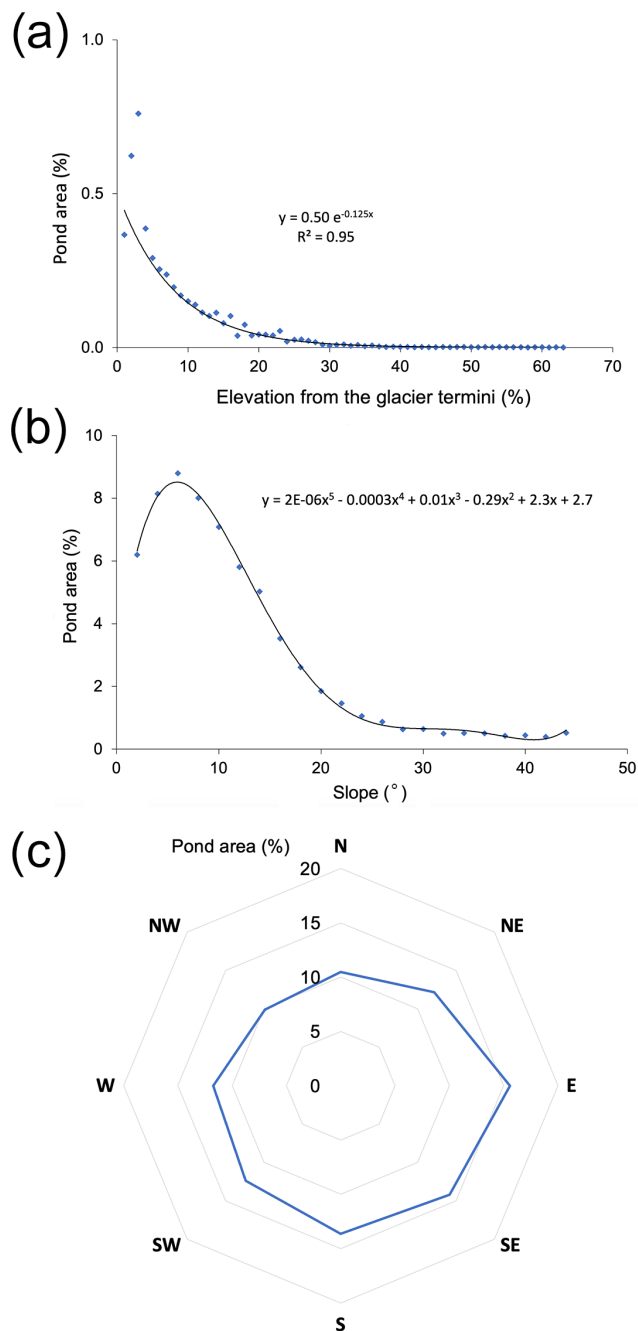 (a)
1.0
0.5
0.0
Pond area (%)
y = 0.50 e^-0.125x
R² = 0.95
0 10 20 30 40 50 60 70
Elevation from the glacier termini (%)
(b)
10
8
6
4
2
0
Pond area (%)
y = 2E-06x⁵ - 0.0003x⁴ + 0.01x³ - 0.29x² + 2.3x + 2.7
0 10 20 30 40 50
Slope (°)
(c)
Pond area (%)
N
20
NW
NE
15
10
5
W
0
E
SW
SE
S